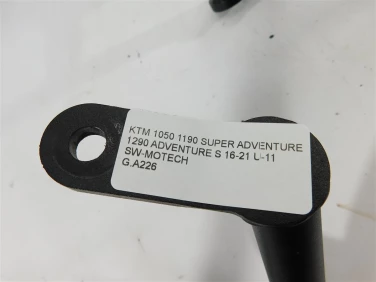 KTM 1050 1190 SUPER ADVENTURE
1290 ADVENTURE S 16-21 U-11
SW-MOTECH
G.A226